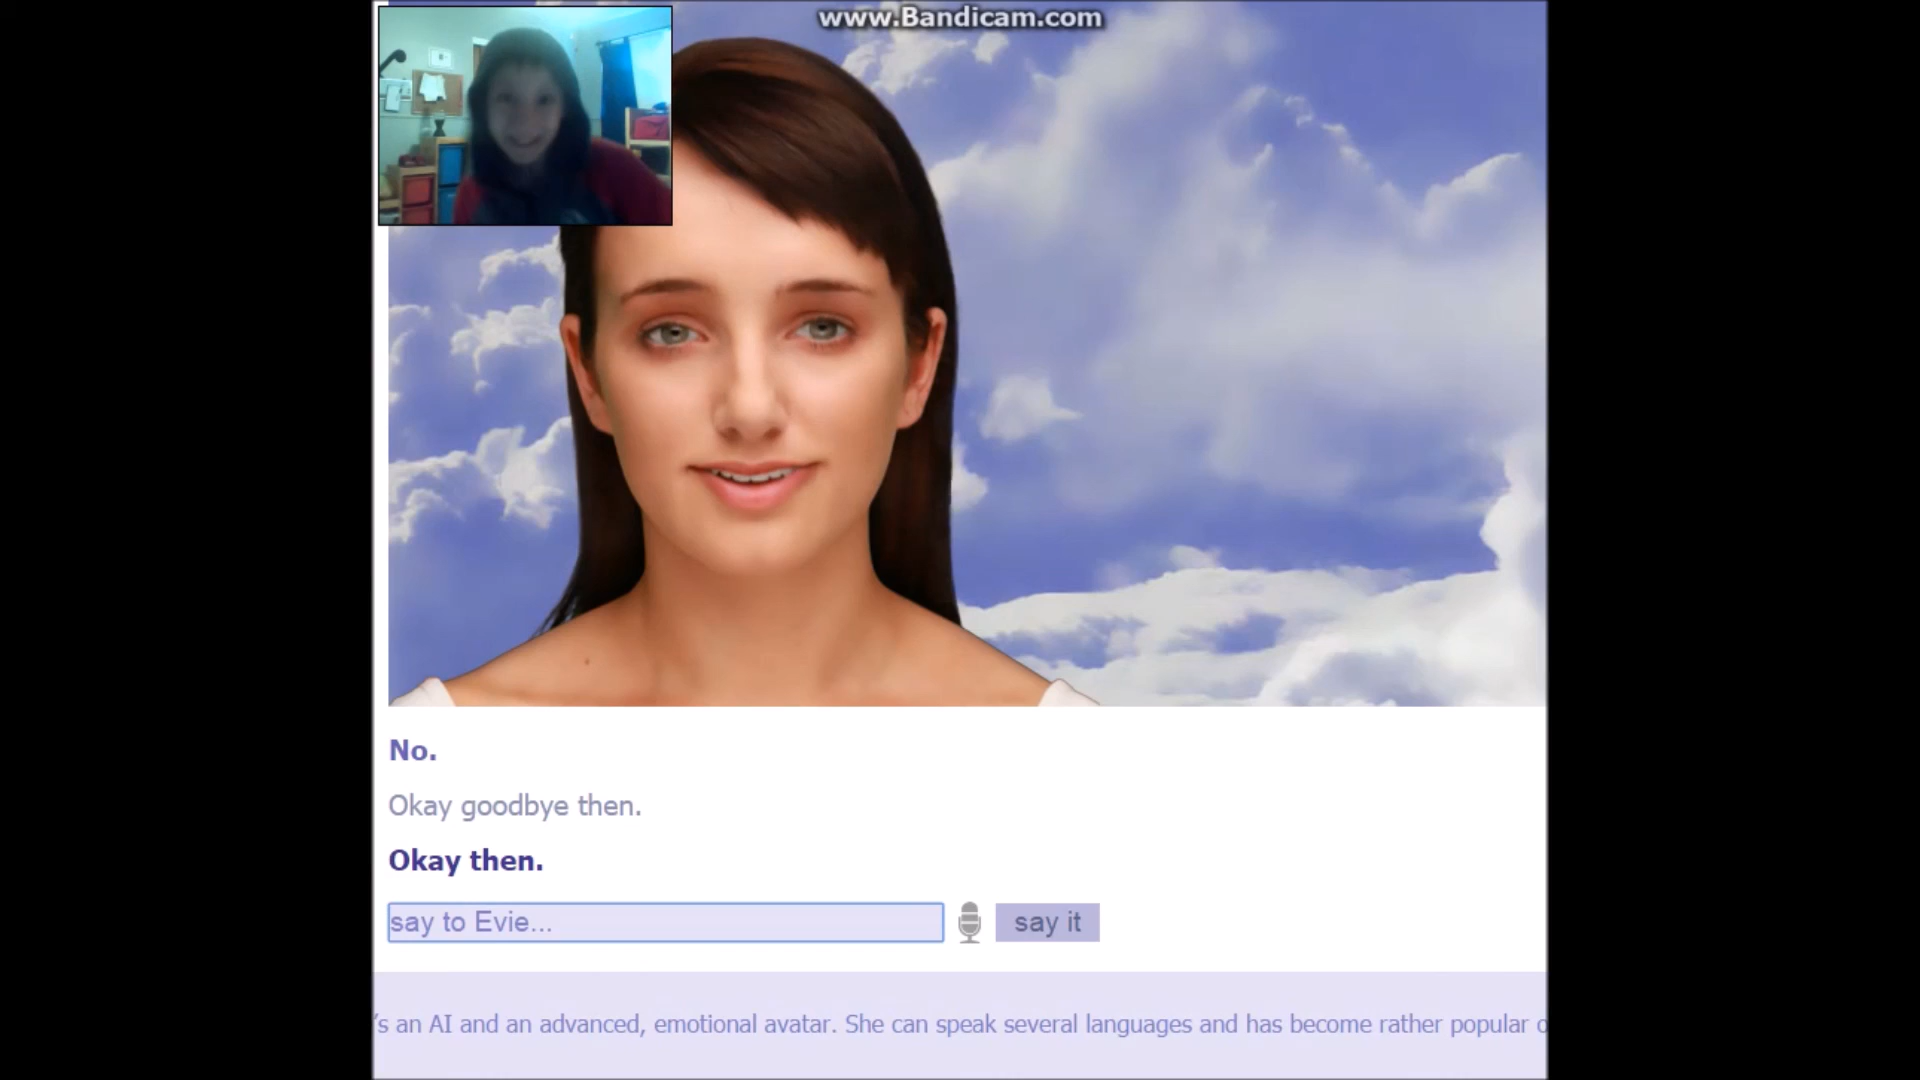 www.Bandicam.com
No.
Okay goodbye then.
Okay then.
say to Evie...
say it
's an AI and an advanced, emotional avatar. She can speak several languages and has become rather popular